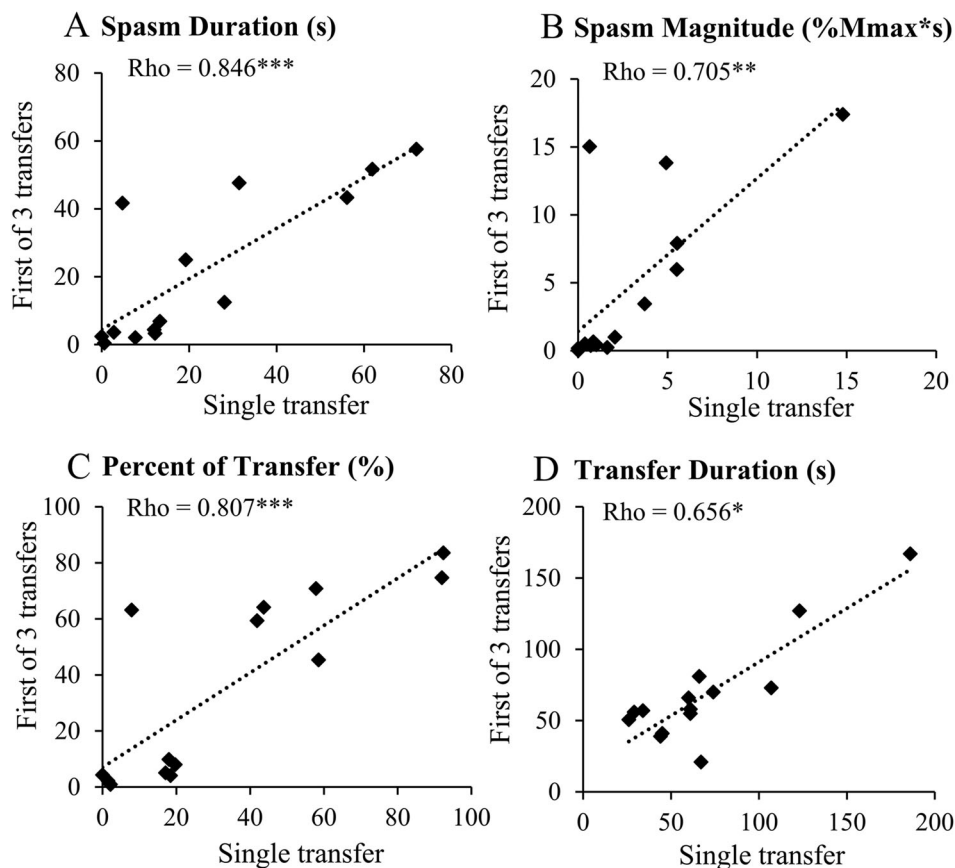 A Spasm Duration (s)
Rho = 0.846***
First of 3 transfers
80
60
40
20
0
0 20 40 60 80
Single transfer
B Spasm Magnitude (%Mmax*s)
Rho = 0.705**
20
15
10
5
0
0 5 10 15 20
Single transfer
C Percent of Transfer (%)
Rho = 0.807***
First of 3 transfers
100
80
60
40
20
0
0 20 40 60 80 100
Single transfer
D Transfer Duration (s)
Rho = 0.656*
First of 3 transfers
200
150
100
50
0
0 50 100 150 200
Single transfer